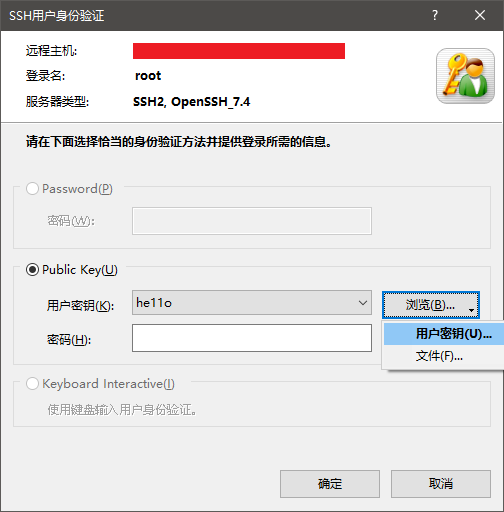 SSH用户身份验证
远程主机:
登录名: root
服务器类型: SSH2, OpenSSH_7.4
请在下面选择恰当的身份验证方法并提供登录所需的信息。
Password(P)
密码(W):
Public Key(U)
用户密钥(K): he11o 浏览(B)...
用户密钥(U)...
密码(H):
文件(F)...
Keyboard Interactive(I)
使用键盘输入用户身份验证。
确定 取消